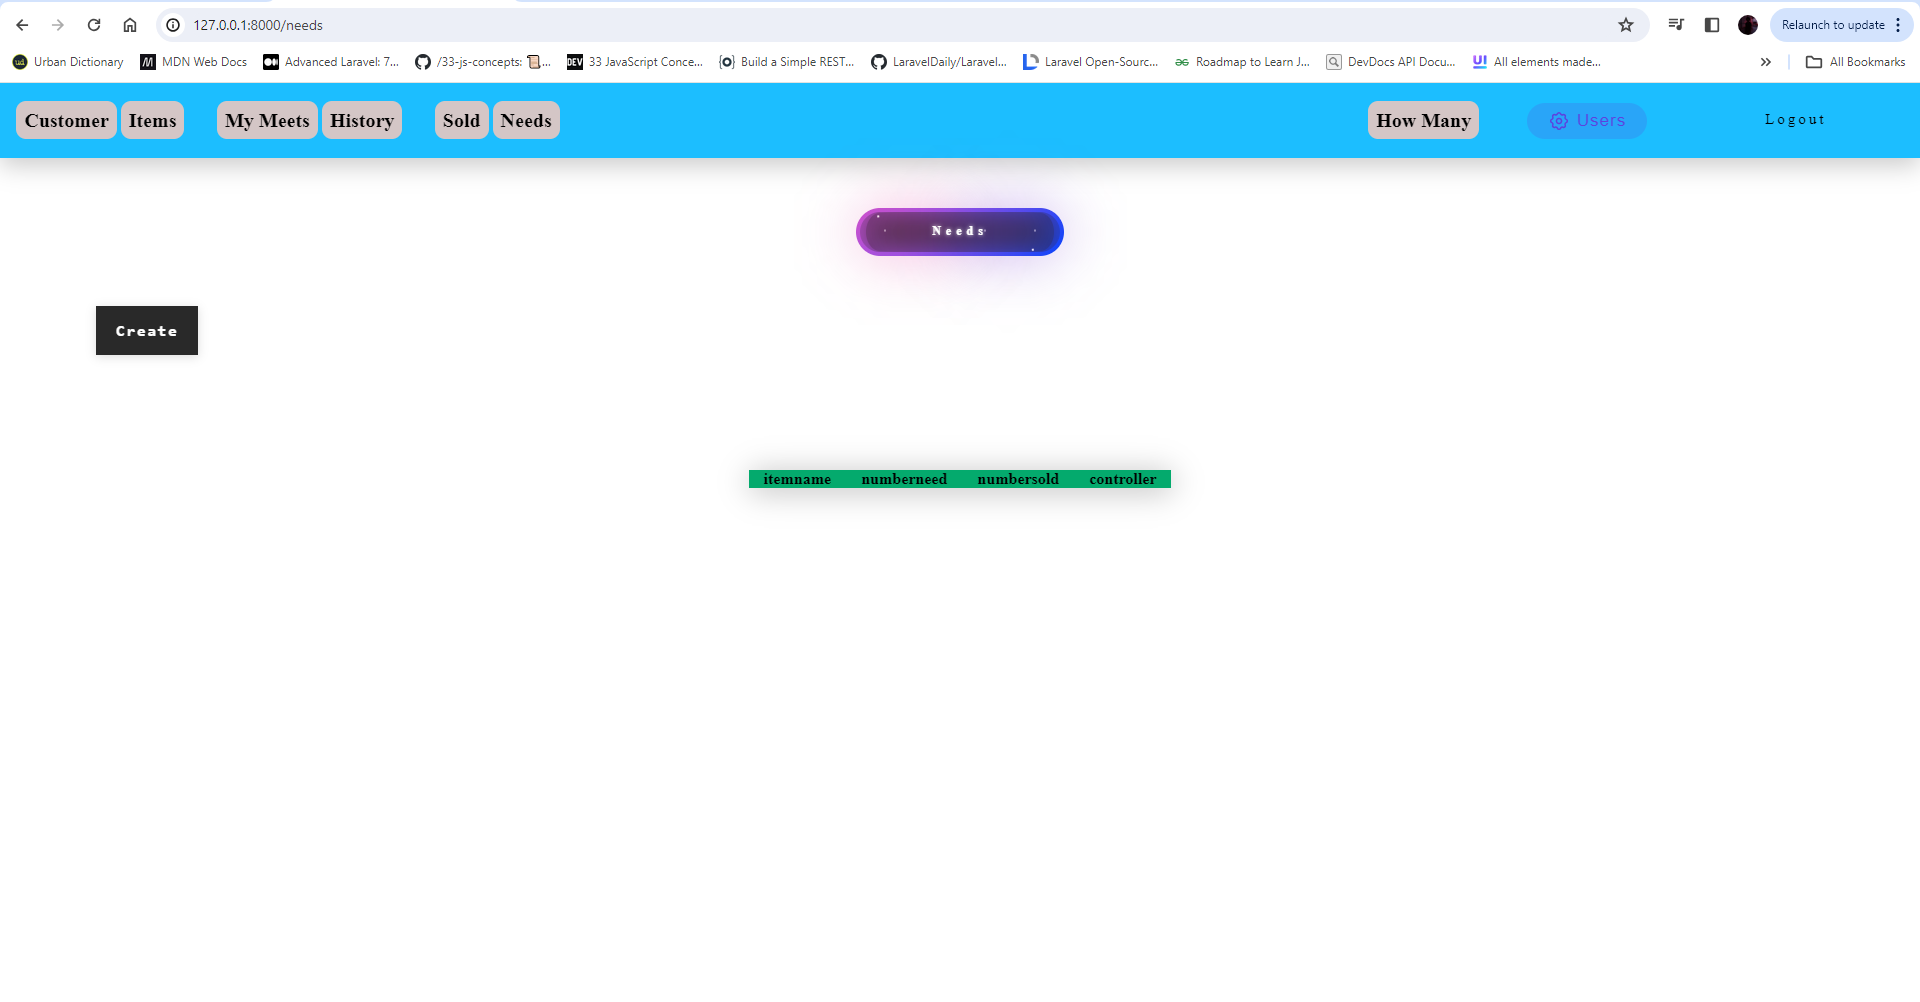 127.0.0.1:8000/needs
Relaunch to update
Urban Dictionary MDN Web Docs Advanced Laravel: 7... /33-js-concepts: 📜... 33 JavaScript Conce... Build a Simple REST... LaravelDaily/Laravel... Laravel Open-Sourc... Roadmap to Learn J... DevDocs API Docu... All elements made... » All Bookmarks
Customer Items My Meets History Sold Needs How Many Users Logout
Needs
Create
itemname numberneed numbersold controller